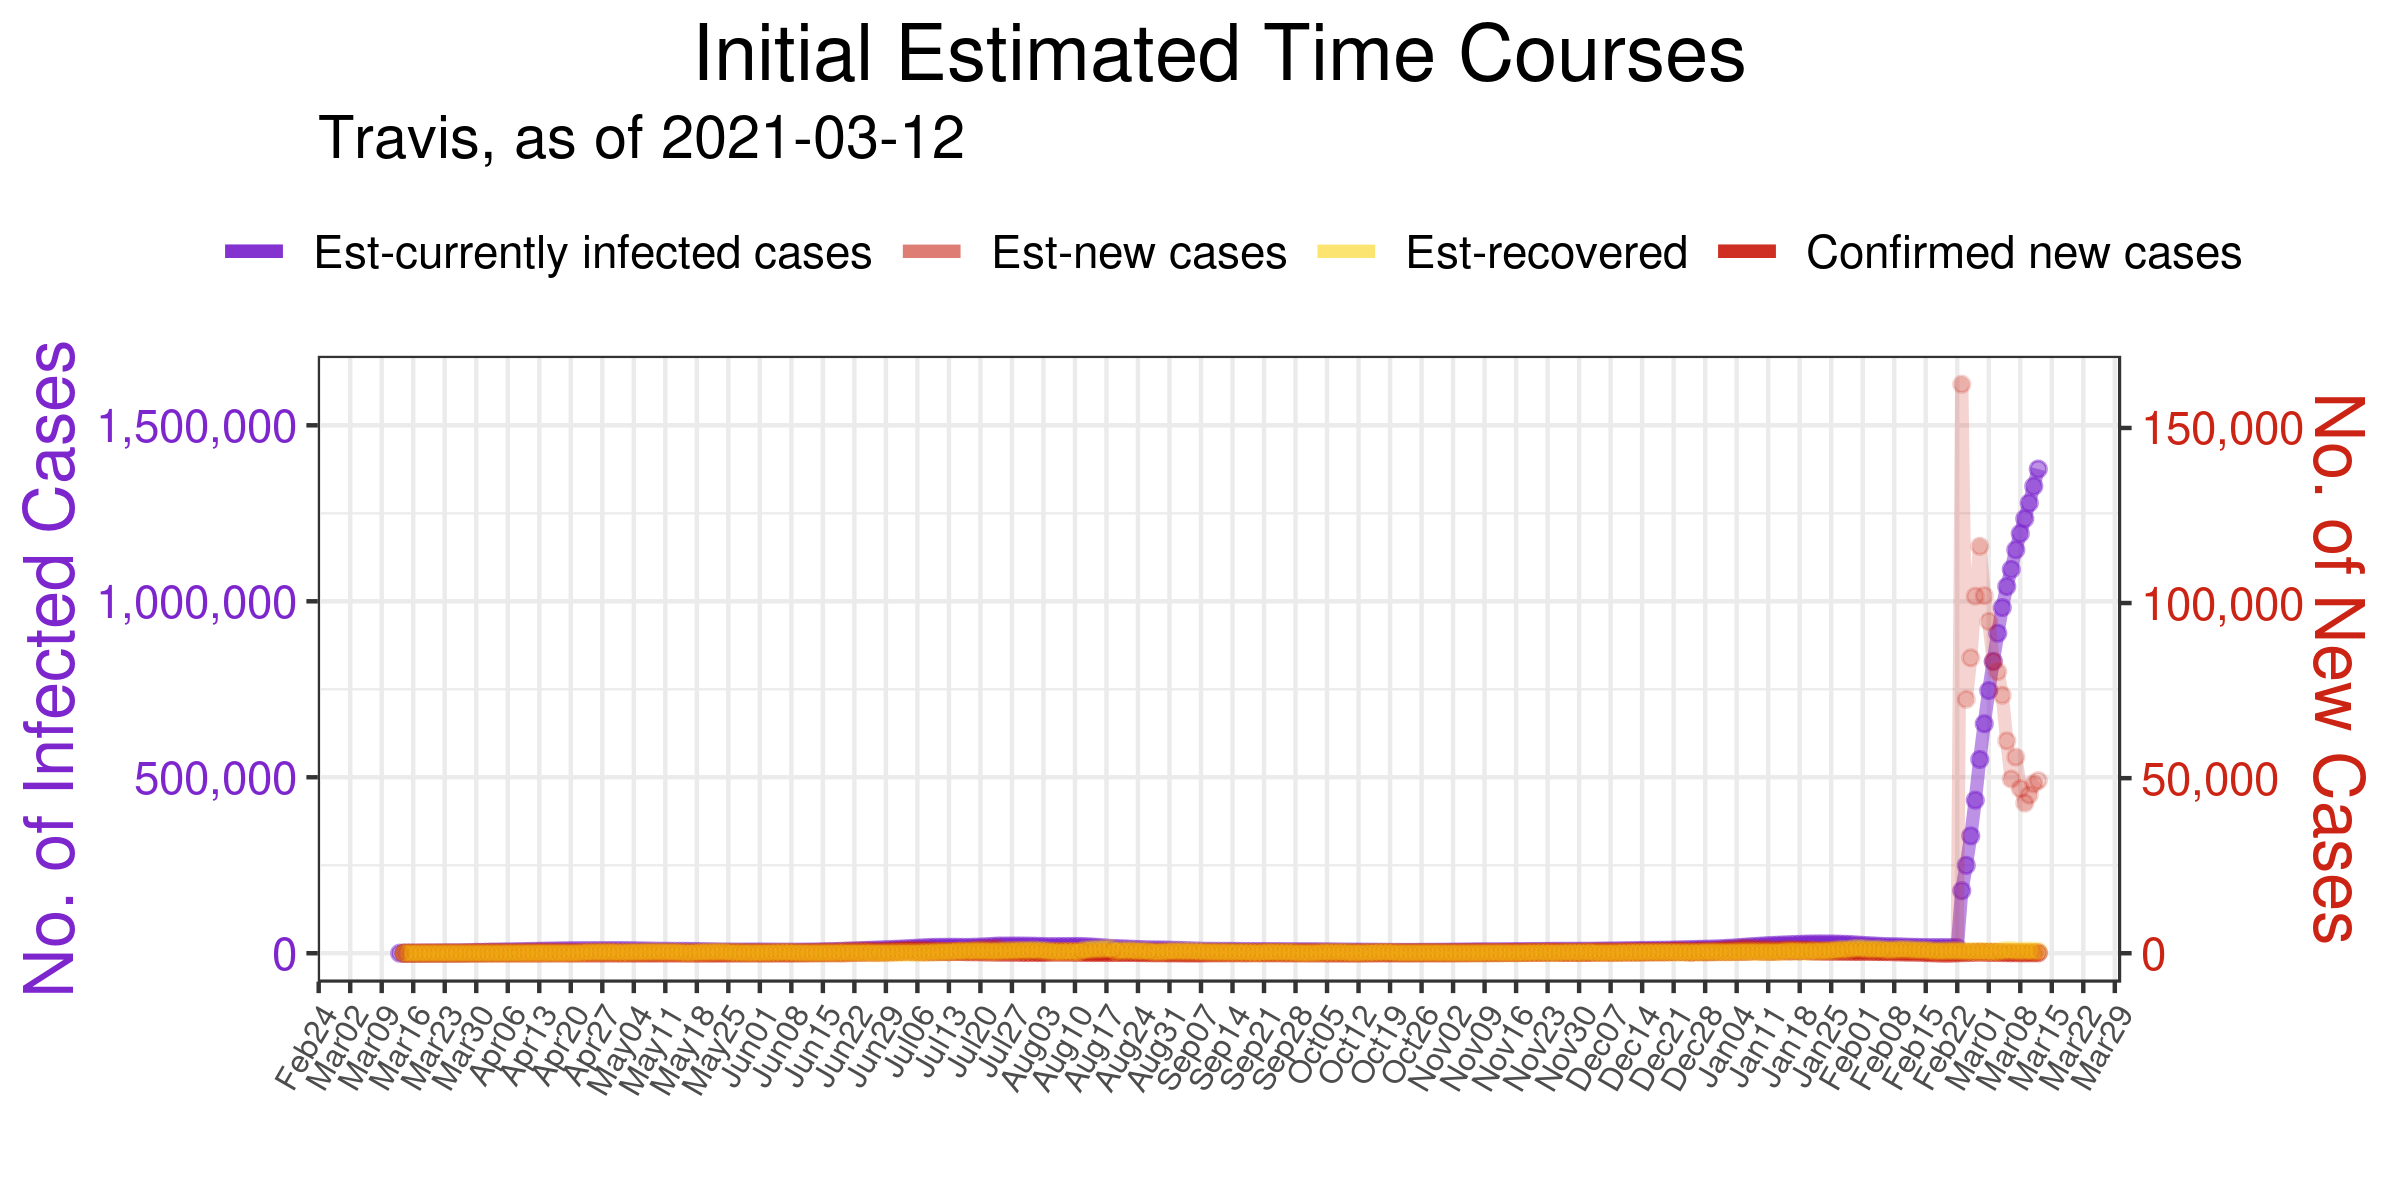 Initial Estimated Time Courses
Travis, as of 2021-03-12
Est-currently infected cases Est-new cases Est-recovered Confirmed new cases
No. of Infected Cases
1,500,000
1,000,000
500,000
0
150,000
100,000
50,000
0
No. of New Cases
Feb24 Mar02 Mar09 Mar16 Mar23 Mar30 Apr06 Apr13 Apr20 Apr27 May04 May11 May18 May25 Jun01 Jun08 Jun15 Jun22 Jun29 Jul06 Jul13 Jul20 Jul27 Aug03 Aug10 Aug17 Aug24 Aug31 Sep07 Sep14 Sep21 Sep28 Oct05 Oct12 Oct19 Oct26 Nov02 Nov09 Nov16 Nov23 Nov30 Dec07 Dec14 Dec21 Dec28 Jan04 Jan11 Jan18 Jan25 Feb01 Feb08 Feb15 Feb22 Mar01 Mar08 Mar15 Mar22 Mar29